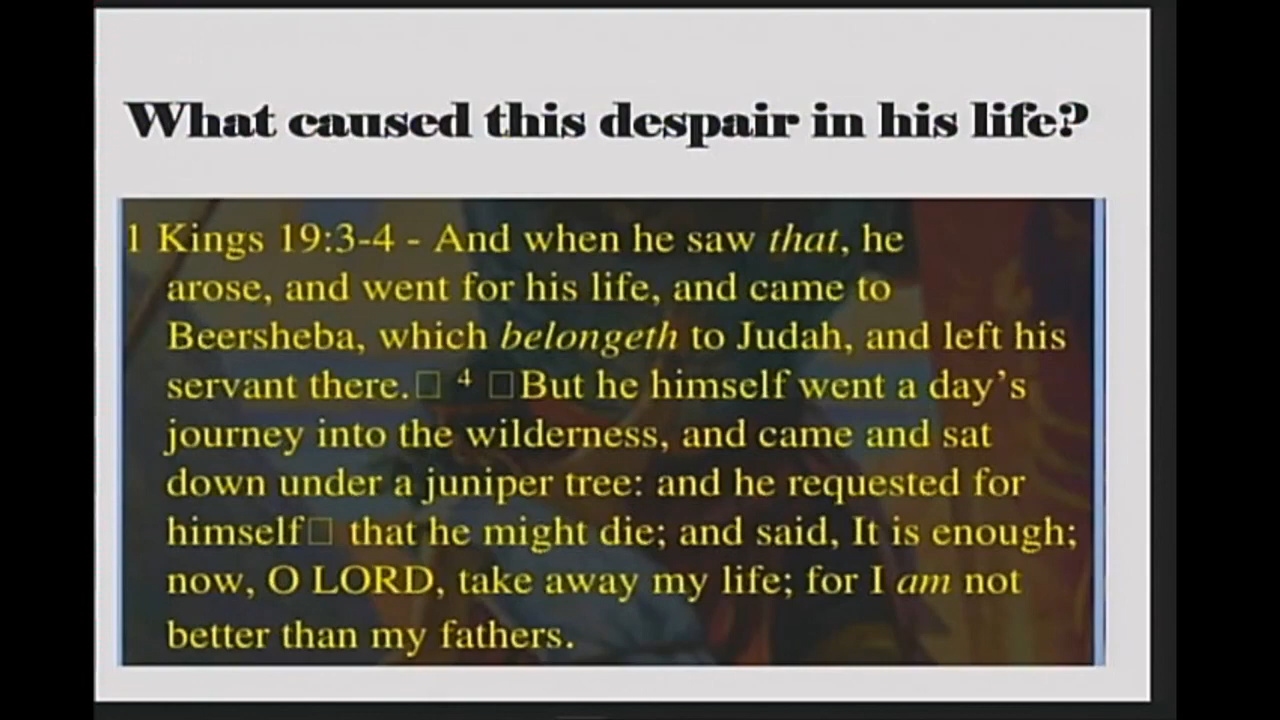 What caused this despair in his life?
1 Kings 19:3-4 - And when he saw that, he
arose, and went for his life, and came to
Beersheba, which belongeth to Judah, and left his
servant there.□ 4 □But he himself went a day's
journey into the wilderness, and came and sat
down under a juniper tree: and he requested for
himself□ that he might die; and said, It is enough;
now, O LORD, take away my life; for I am not
better than my fathers.